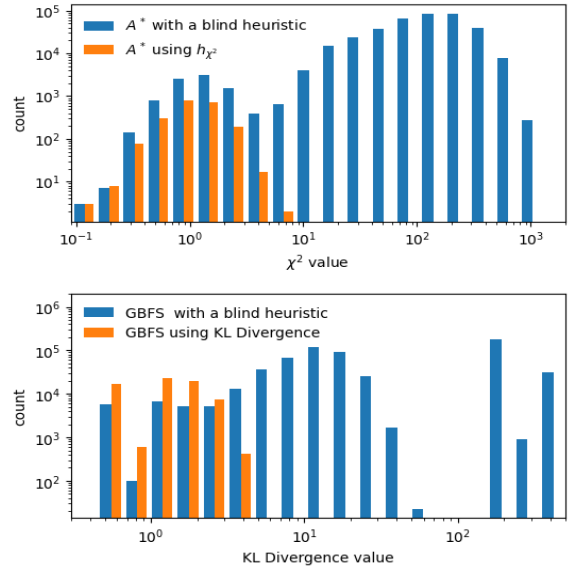 10^5
10^4
10^3
10^2
10^1
count
A* with a blind heuristic
A* using h_χ²
10^-1
10^0
10^1
10^2
10^3
χ² value
10^6
10^5
10^4
10^3
10^2
count
GBFS with a blind heuristic
GBFS using KL Divergence
10^0
10^1
10^2
KL Divergence value